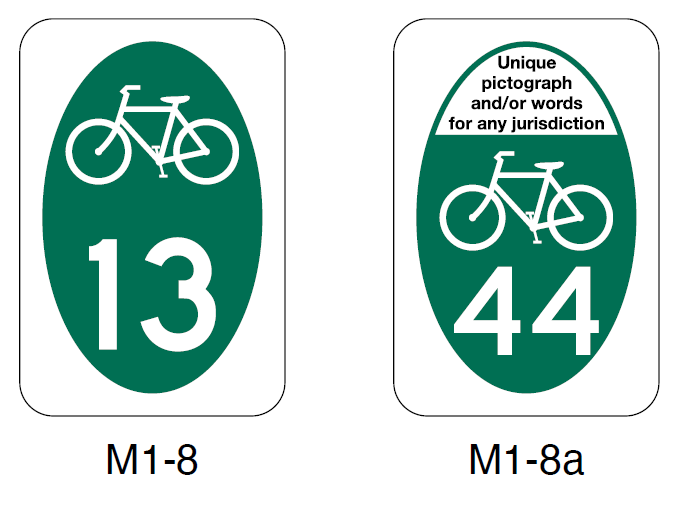 13
M1-8
Unique
pictograph
and/or words
for any jurisdiction
44
M1-8a